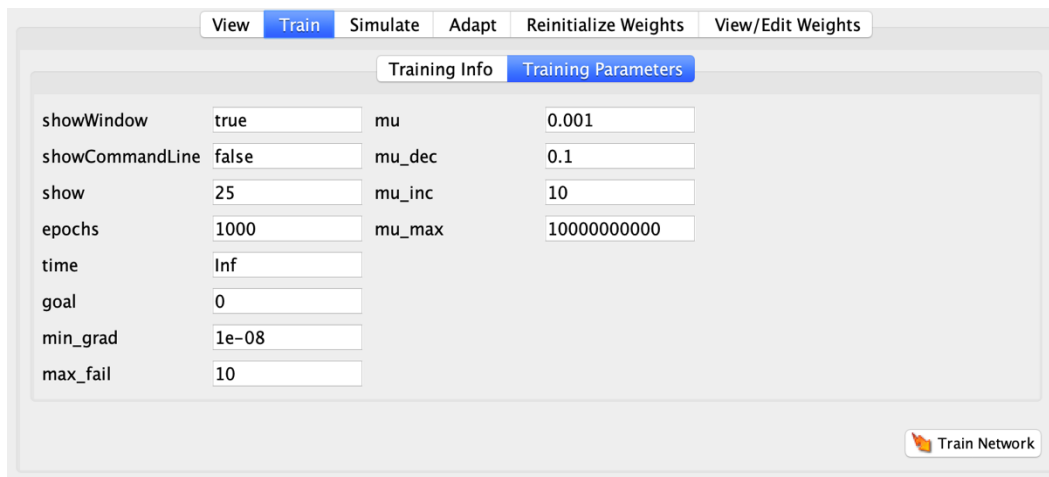 View Train Simulate Adapt Reinitialize Weights View/Edit Weights
Training Info Training Parameters
showWindow true mu 0.001
showCommandLine false mu_dec 0.1
show 25 mu_inc 10
epochs 1000 mu_max 10000000000
time Inf
goal 0
min_grad 1e-08
max_fail 10
Train Network